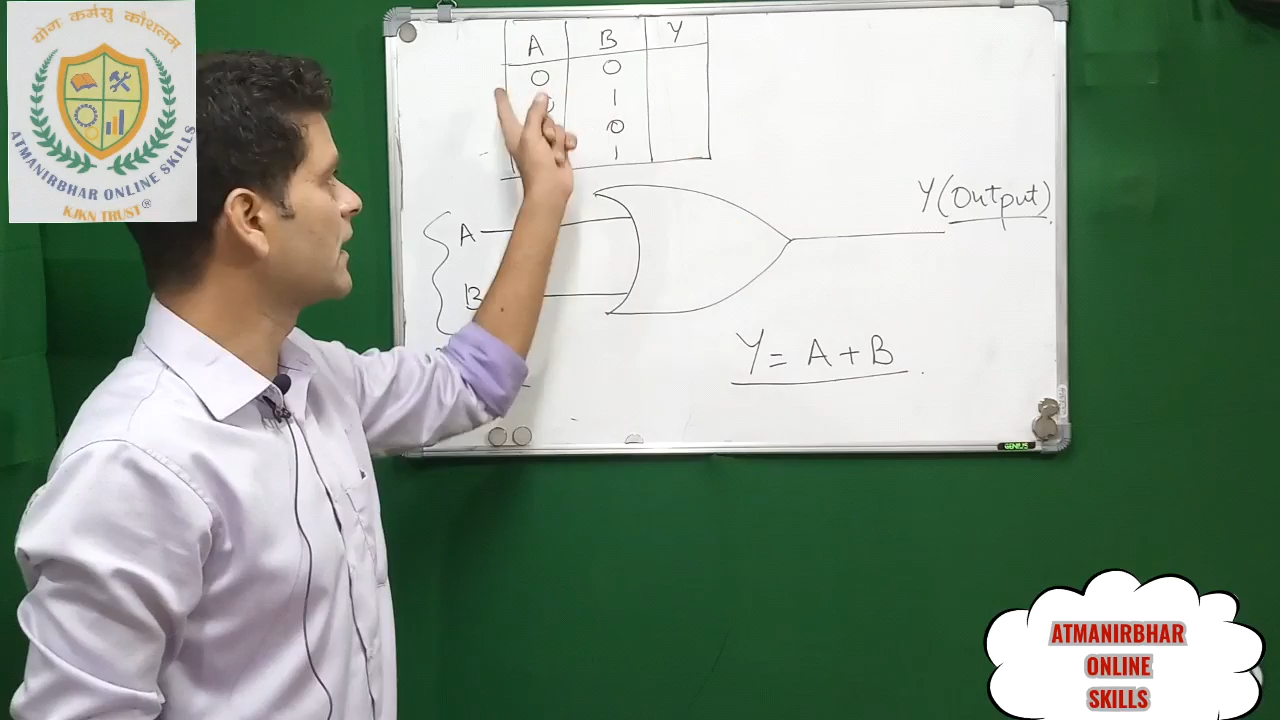 योगः कर्मसु कौशलम्
ATMANIRBHAR ONLINE SKILLS
KJKN TRUST®
A B Y
0 0
1
0
1
A
B
Y (Output)
Y = A + B
GENIUS
ATMANIRBHAR
ONLINE
SKILLS